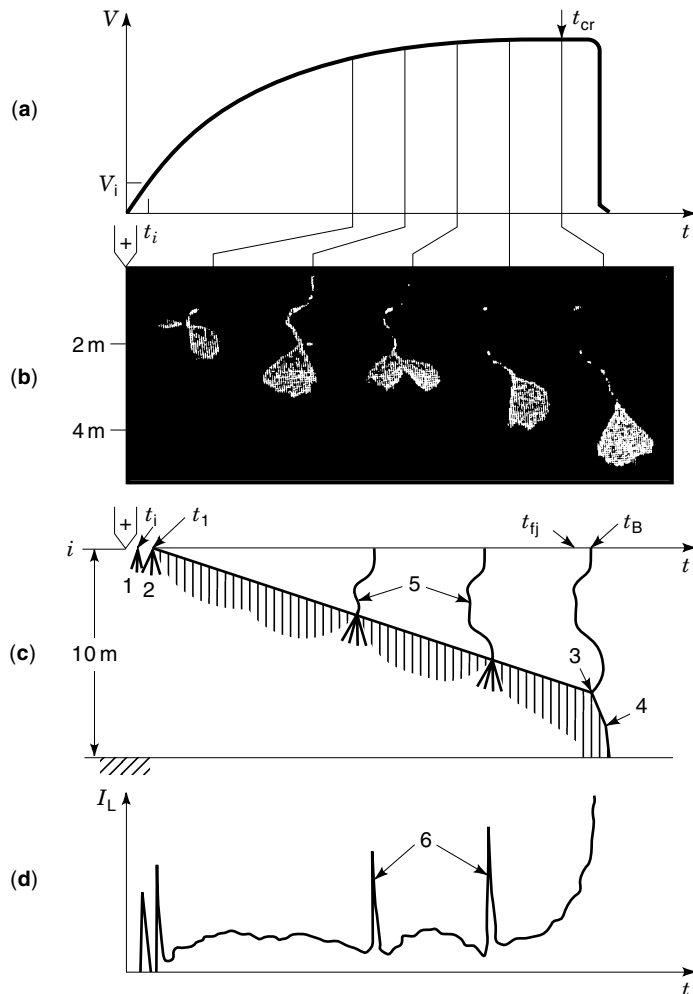 V
t_cr
(a)
V_i
t_i
t
+
2 m
(b)
4 m
+
t_i
t_1
t_fj
t_B
i
t
1
2
5
(c)
10 m
3
4
I_L
6
(d)
t